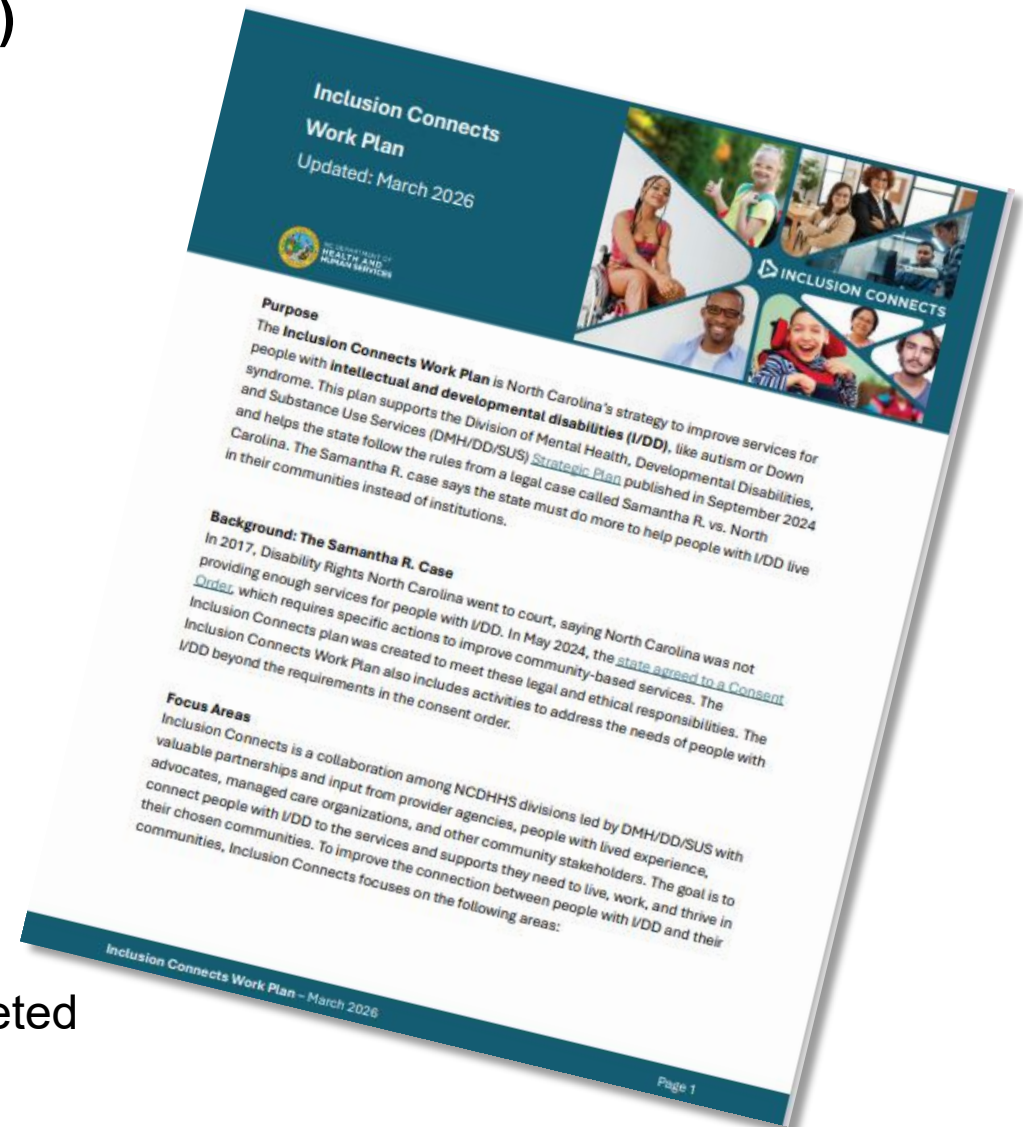 )
Inclusion Connects
Work Plan
Updated: March 2026
NC DEPARTMENT OF
HEALTH AND
HUMAN SERVICES
INCLUSION CONNECTS
Purpose
The Inclusion Connects Work Plan is North Carolina's strategy to improve services for
people with intellectual and developmental disabilities (I/DD), like autism or Down
syndrome. This plan supports the Division of Mental Health, Developmental Disabilities,
and Substance Use Services (DMH/DD/SUS) Strategic Plan published in September 2024
and helps the state follow the rules from a legal case called Samantha R. vs. North
Carolina. The Samantha R. case says the state must do more to help people with I/DD live
in their communities instead of institutions.
Background: The Samantha R. Case
In 2017, Disability Rights North Carolina went to court, saying North Carolina was not
providing enough services for people with I/DD. In May 2024, the state agreed to a Consent
Order, which requires specific actions to improve community-based services. The
Inclusion Connects plan was created to meet these legal and ethical responsibilities. The
Inclusion Connects Work Plan also includes activities to address the needs of people with
I/DD beyond the requirements in the consent order.
Focus Areas
Inclusion Connects is a collaboration among NCDHHS divisions led by DMH/DD/SUS with
valuable partnerships and input from provider agencies, people with lived experience,
advocates, managed care organizations, and other community stakeholders. The goal is to
connect people with I/DD to the services and supports they need to live, work, and thrive in
their chosen communities. To improve the connection between people with I/DD and their
communities, Inclusion Connects focuses on the following areas:
Inclusion Connects Work Plan – March 2026
Page 1
eted